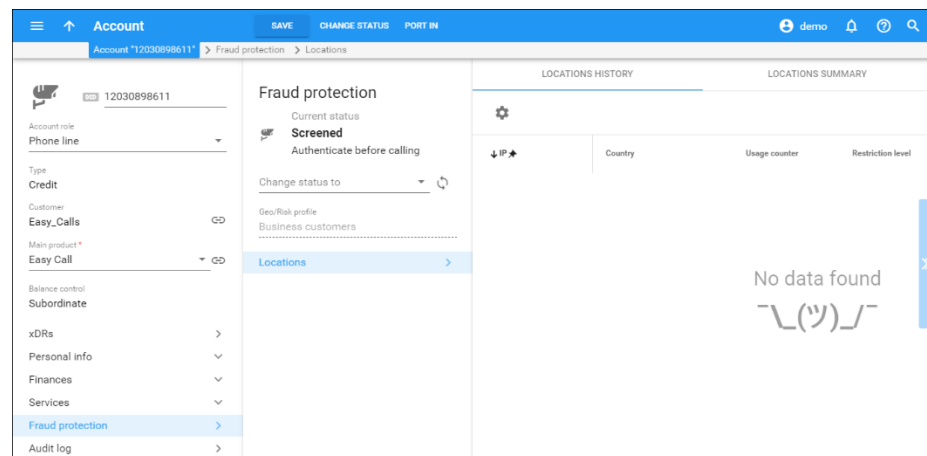 Account
SAVE
CHANGE STATUS
PORT IN
demo
Account "12030898611" > Fraud protection > Locations
DID
12030898611
Account role
Phone line
Type
Credit
Customer
Easy_Calls
Main product *
Easy Call
Balance control
Subordinate
xDRs
Personal info
Finances
Services
Fraud protection
Audit log
Fraud protection
Current status
Screened
Authenticate before calling
Change status to
Geo/Risk profile
Business customers
Locations
LOCATIONS HISTORY
LOCATIONS SUMMARY
IP
Country
Usage counter
Restriction level
No data found
¯\_(ツ)_/¯